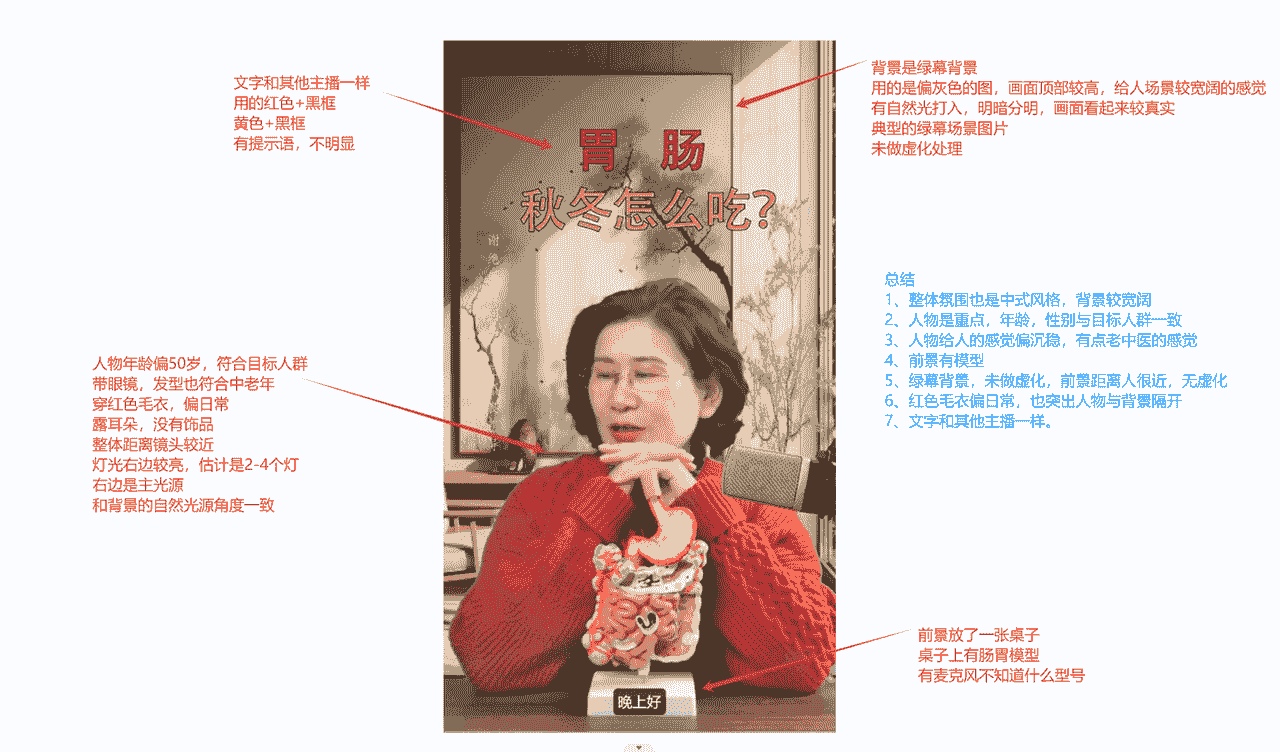 文字和其他主播一样
用的红色+黑框
黄色+黑框
有提示语，不明显
背景是绿幕背景
用的是偏灰色的图，画面顶部较高，给人场景较宽阔的感觉
有自然光打入，明暗分明，画面看起来较真实
典型的绿幕场景图片
未做虚化处理
胃 肠
秋冬怎么吃？
谢
总结
1、整体氛围也是中式风格，背景较宽阔
2、人物是重点，年龄，性别与目标人群一致
3、人物给人的感觉偏沉稳，有点老中医的感觉
4、前景有模型
5、绿幕背景，未做虚化，前景距离人很近，无虚化
6、红色毛衣偏日常，也突出人物与背景隔开
7、文字和其他主播一样。
人物年龄偏50岁，符合目标人群
带眼镜，发型也符合中老年
穿红色毛衣，偏日常
露耳朵，没有饰品
整体距离镜头较近
灯光右边较亮，估计是2-4个灯
右边是主光源
和背景的自然光源角度一致
前景放了一张桌子
桌子上有肠胃模型
有麦克风不知道什么型号
晚上好